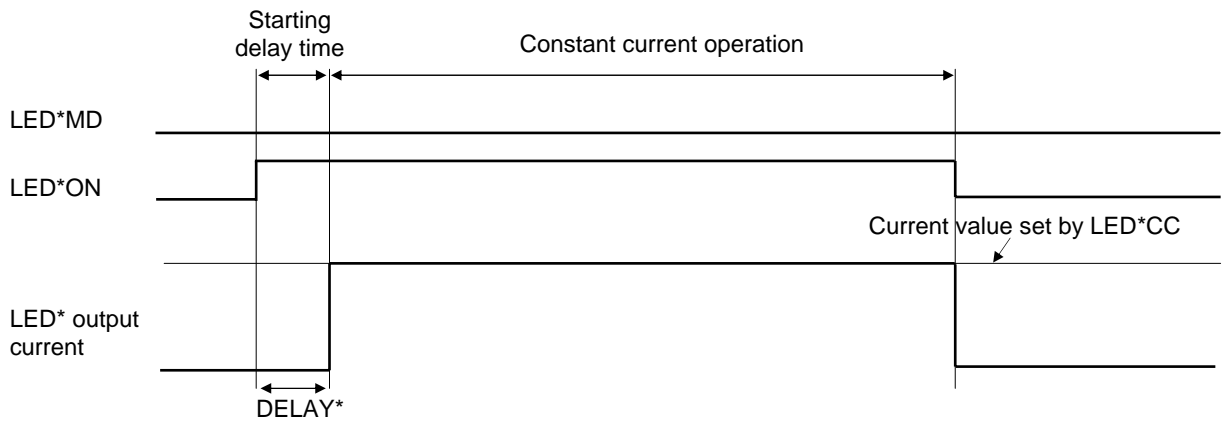 Starting
delay time
Constant current operation
LED*MD
LED*ON
Current value set by LED*CC
LED* output
current
DELAY*